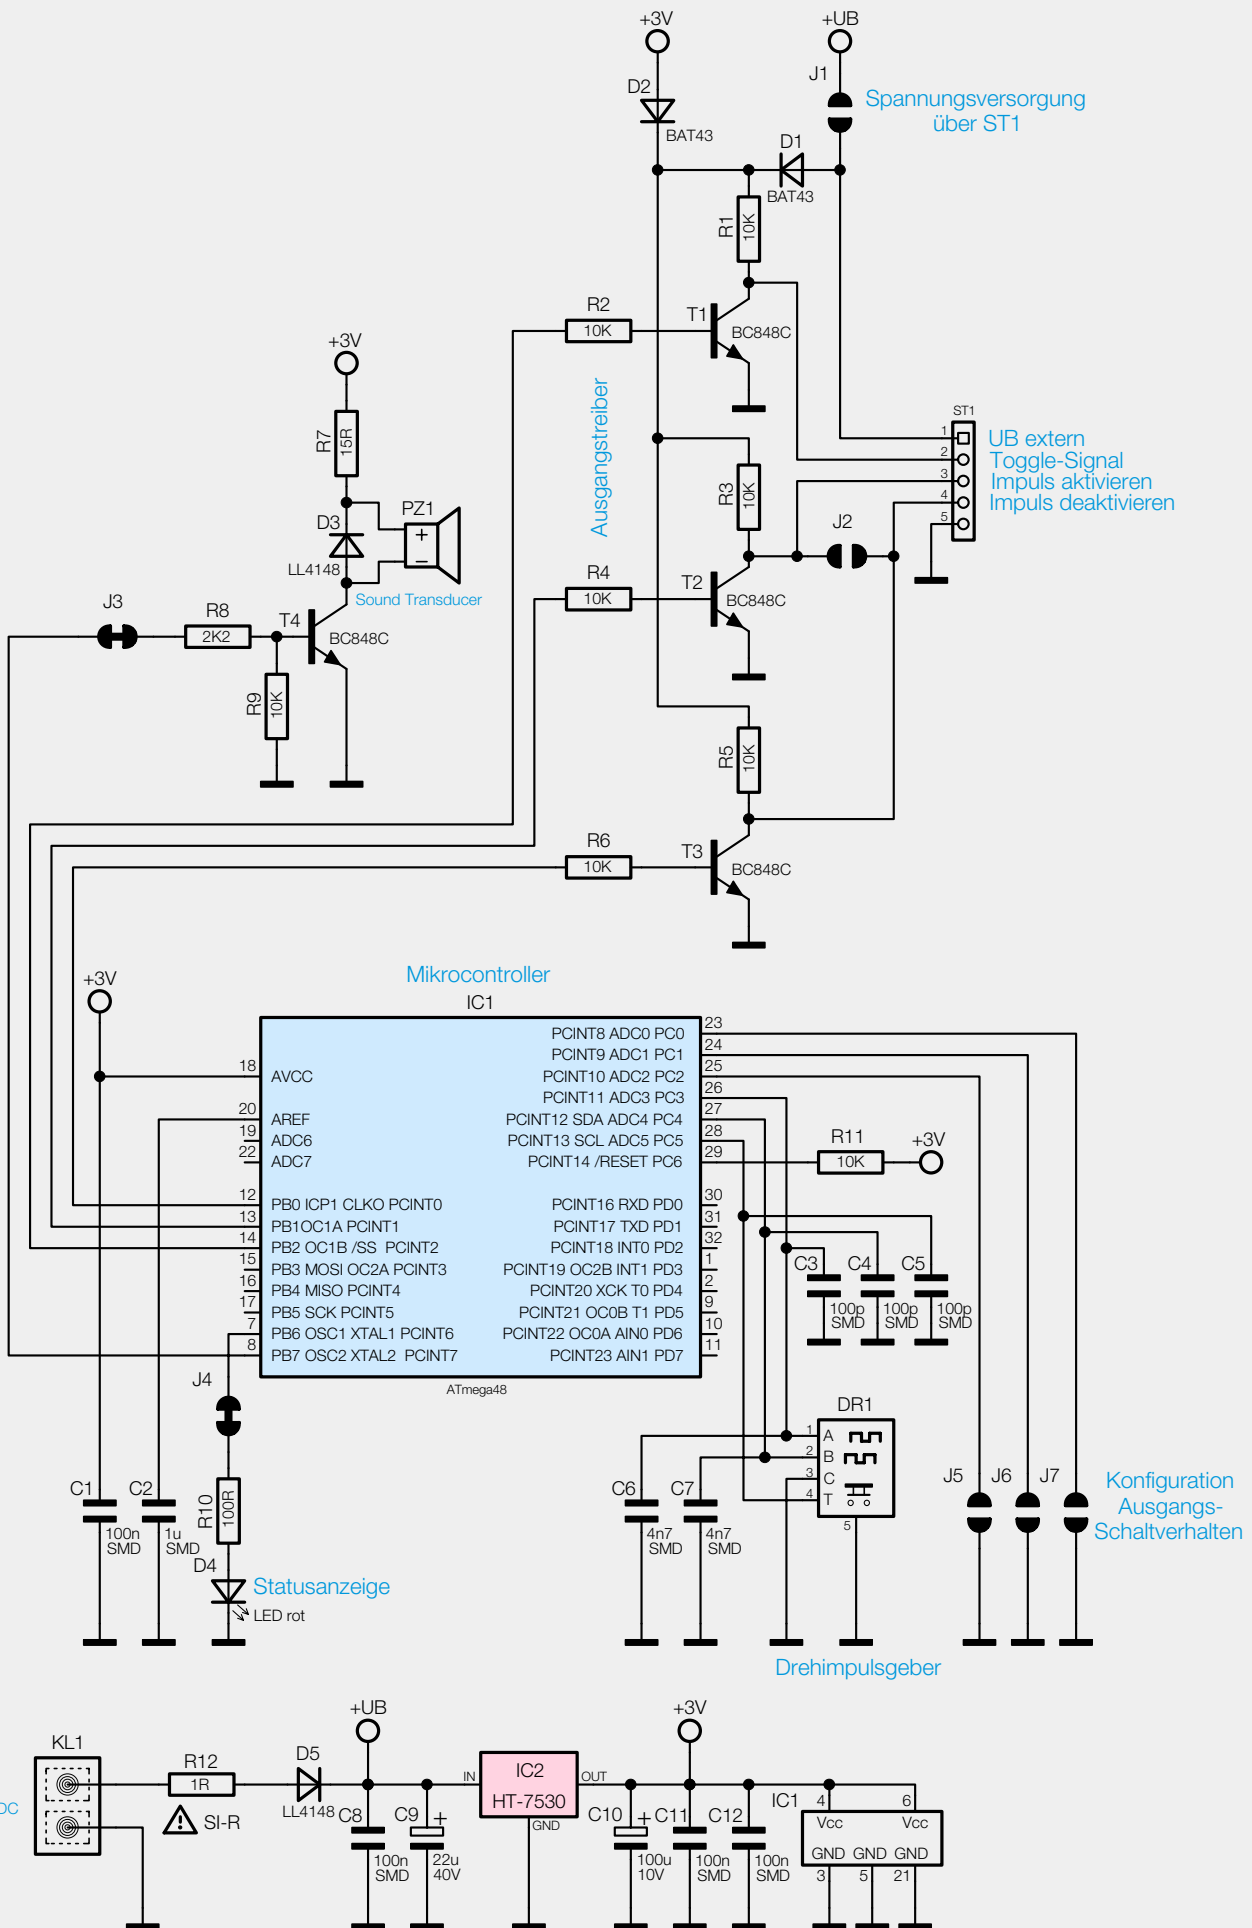 +3V
+UB
J1
D2
Spannungsversorgung
über ST1
BAT43
D1
BAT43
R1
10K
R2
10K
T1
BC848C
+3V
Ausgangstreiber
R7
15R
ST1
1
UB extern
2
Toggle-Signal
3
Impuls aktivieren
4
Impuls deaktivieren
5
R3
10K
D3
PZ1
+
−
LL4148
Sound Transducer
J2
R4
10K
T2
BC848C
J3
R8
2K2
T4
BC848C
R9
10K
R5
10K
R6
10K
T3
BC848C
+3V
Mikrocontroller
IC1
18
AVCC
20
AREF
19
ADC6
22
ADC7
12
PB0 ICP1 CLKO PCINT0
13
PB1OC1A PCINT1
14
PB2 OC1B /SS PCINT2
15
PB3 MOSI OC2A PCINT3
16
PB4 MISO PCINT4
17
PB5 SCK PCINT5
7
PB6 OSC1 XTAL1 PCINT6
8
PB7 OSC2 XTAL2 PCINT7
PCINT8 ADC0 PC0
23
PCINT9 ADC1 PC1
24
PCINT10 ADC2 PC2
25
PCINT11 ADC3 PC3
26
PCINT12 SDA ADC4 PC4
27
PCINT13 SCL ADC5 PC5
28
PCINT14 /RESET PC6
29
PCINT16 RXD PD0
30
PCINT17 TXD PD1
31
PCINT18 INT0 PD2
32
PCINT19 OC2B INT1 PD3
1
PCINT20 XCK T0 PD4
2
PCINT21 OC0B T1 PD5
9
PCINT22 OC0A AIN0 PD6
10
PCINT23 AIN1 PD7
11
ATmega48
R11
10K
+3V
C3
100p
SMD
C4
100p
SMD
C5
100p
SMD
J4
R10
100R
D4
Statusanzeige
LED rot
C1
100n
SMD
C2
1u
SMD
C6
4n7
SMD
C7
4n7
SMD
DR1
1
A
2
B
3
C
4
T
5
Drehimpulsgeber
J5
J6
J7
Konfiguration
Ausgangs-
Schaltverhalten
KL1
DC
R12
1R
SI-R
D5
LL4148
+UB
C8
100n
SMD
C9
+
22u
40V
IN
IC2
HT-7530
OUT
GND
+3V
C10
+
100u
10V
C11
100n
SMD
C12
100n
SMD
IC1
4
6
Vcc
Vcc
GND GND GND
3
5
21